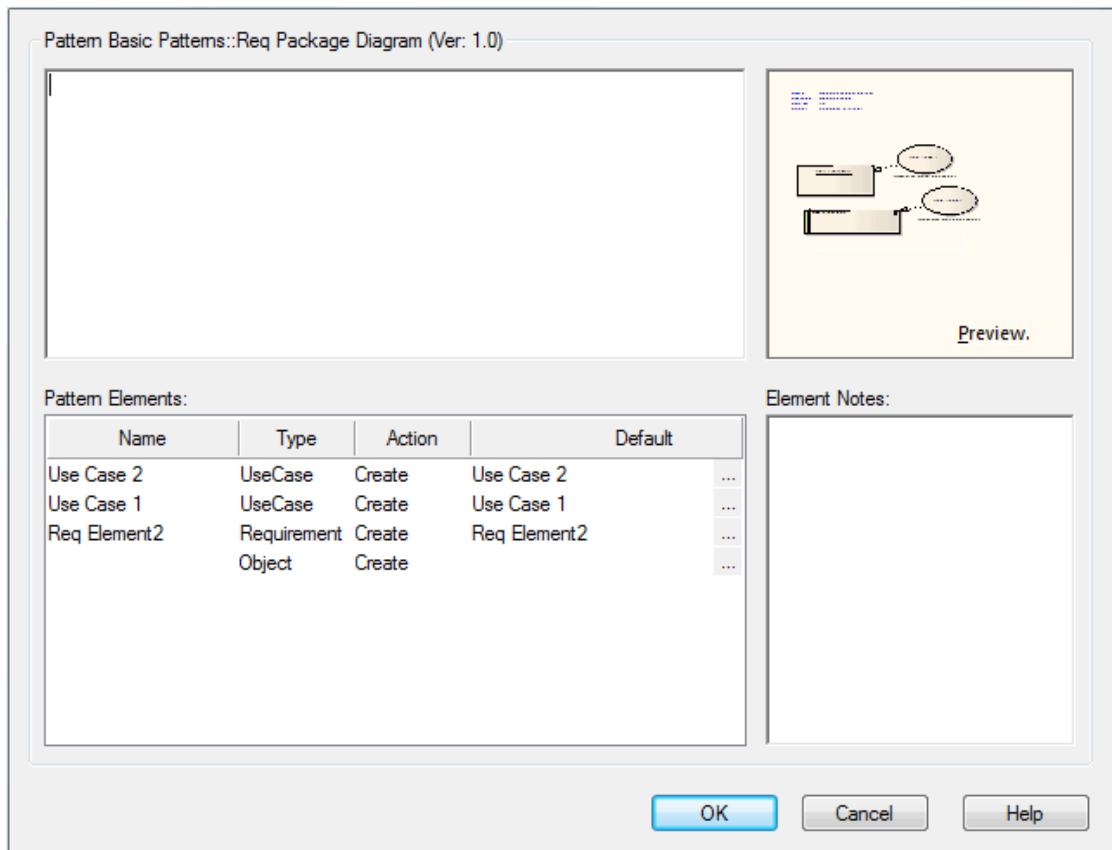 Pattern Basic Patterns::Req Package Diagram (Ver: 1.0)
Preview.
Pattern Elements:
Element Notes:
Name Type Action Default
Use Case 2 UseCase Create Use Case 2 ...
Use Case 1 UseCase Create Use Case 1 ...
Req Element2 Requirement Create Req Element2 ...
Object Create ...
OK Cancel Help